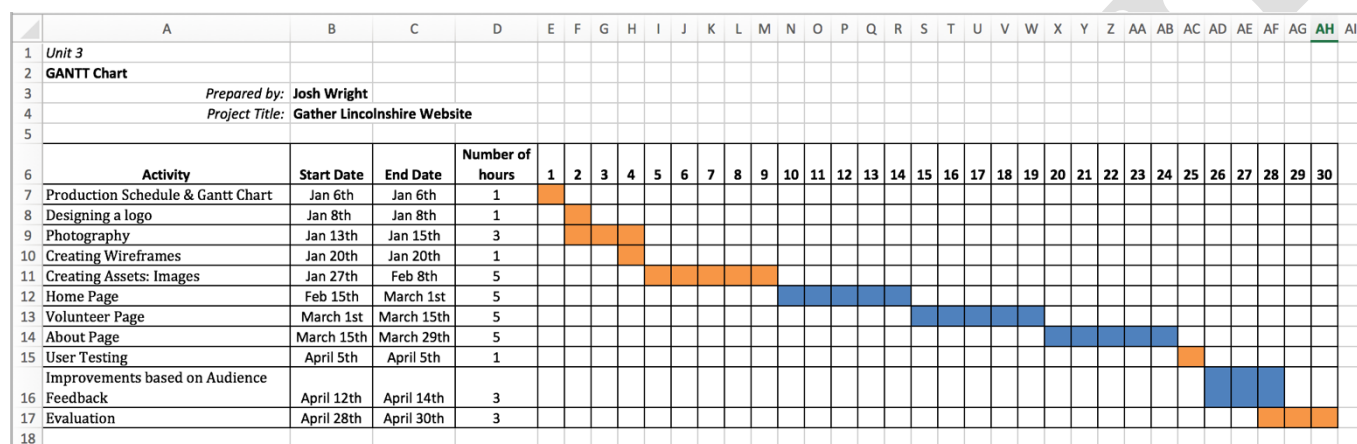 A B C D E F G H I J K L M N O P Q R S T U V W X Y Z AA AB AC AD AE AF AG AH AI
1 Unit 3
2 GANTT Chart
3 Prepared by: Josh Wright
4 Project Title: Gather Lincolnshire Website
5
Number of
6 Activity Start Date End Date hours 1 2 3 4 5 6 7 8 9 10 11 12 13 14 15 16 17 18 19 20 21 22 23 24 25 26 27 28 29 30
7 Production Schedule & Gantt Chart Jan 6th Jan 6th 1
8 Designing a logo Jan 8th Jan 8th 1
9 Photography Jan 13th Jan 15th 3
10 Creating Wireframes Jan 20th Jan 20th 1
11 Creating Assets: Images Jan 27th Feb 8th 5
12 Home Page Feb 15th March 1st 5
13 Volunteer Page March 1st March 15th 5
14 About Page March 15th March 29th 5
15 User Testing April 5th April 5th 1
Improvements based on Audience
16 Feedback April 12th April 14th 3
17 Evaluation April 28th April 30th 3
18